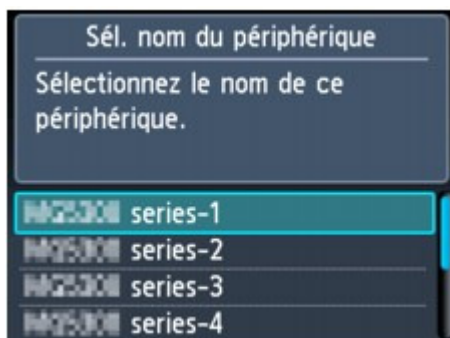 Sél. nom du périphérique
Sélectionnez le nom de ce
périphérique.
series-1
series-2
series-3
series-4